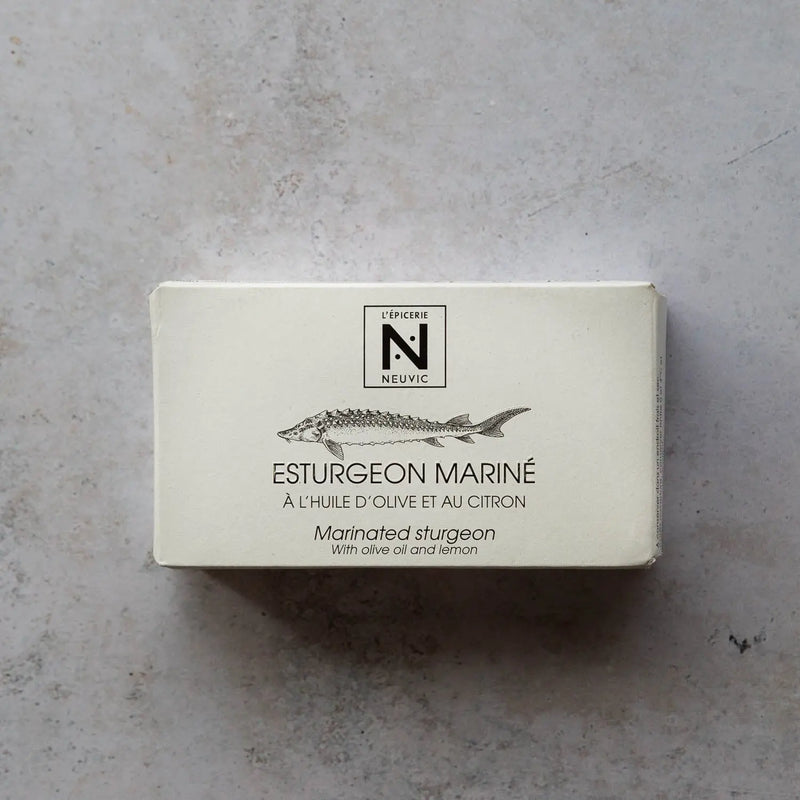 L'ÉPICERIE
N
NEUVIC
ESTURGEON MARINÉ
À L'HUILE D'OLIVE ET AU CITRON
Marinated sturgeon
With olive oil and lemon